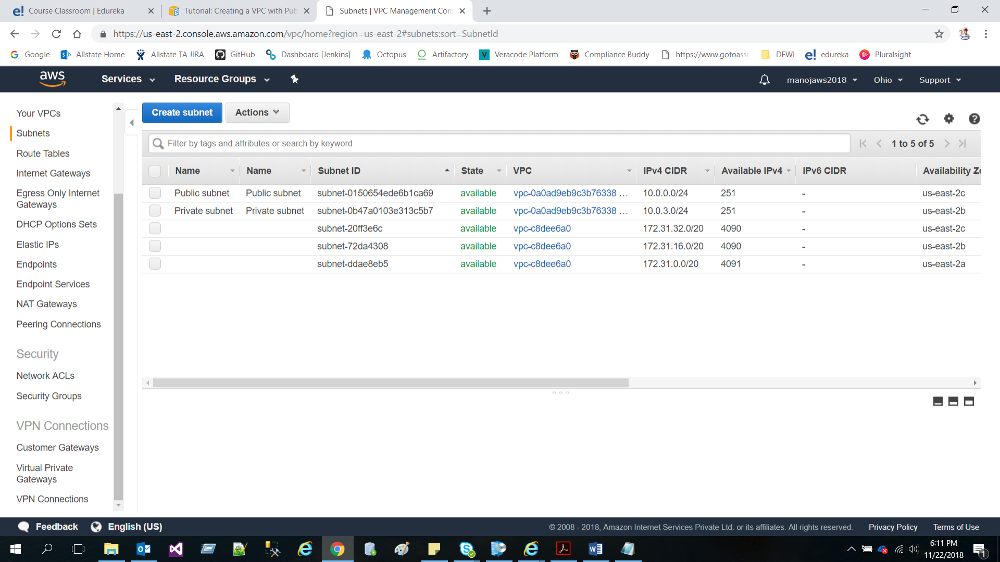 Course Classroom | Edureka
Tutorial: Creating a VPC with Pub
Subnets | VPC Management Cons
https://us-east-2.console.aws.amazon.com/vpc/home?region=us-east-2#subnets:sort=SubnetId
Google
Allstate Home
Allstate TA JIRA
GitHub
Dashboard [Jenkins]
Octopus
Artifactory
Veracode Platform
Compliance Buddy
https://www.gotoassi
DEWI
edureka
Pluralsight
aws
Services
Resource Groups
manojaws2018
Ohio
Support
Your VPCs
Subnets
Route Tables
Internet Gateways
Egress Only Internet
Gateways
DHCP Options Sets
Elastic IPs
Endpoints
Endpoint Services
NAT Gateways
Peering Connections
Security
Network ACLs
Security Groups
VPN Connections
Customer Gateways
Virtual Private
Gateways
VPN Connections
Create subnet
Actions
Filter by tags and attributes or search by keyword
1 to 5 of 5
Name Name Subnet ID State VPC IPv4 CIDR Available IPv4 IPv6 CIDR Availability Zo
Public subnet Public subnet subnet-0150654ede6b1ca69 available vpc-0a0ad9eb9c3b76338 ... 10.0.0.0/24 251 - us-east-2c
Private subnet Private subnet subnet-0b47a0103e313c5b7 available vpc-0a0ad9eb9c3b76338 ... 10.0.3.0/24 251 - us-east-2b
subnet-20ff3e6c available vpc-c8dee6a0 172.31.32.0/20 4090 - us-east-2c
subnet-72da4308 available vpc-c8dee6a0 172.31.16.0/20 4090 - us-east-2b
subnet-ddae8eb5 available vpc-c8dee6a0 172.31.0.0/20 4091 - us-east-2a
Feedback
English (US)
© 2008 - 2018, Amazon Internet Services Private Ltd. or its affiliates. All rights reserved.
Privacy Policy
Terms of Use
6:11 PM
11/22/2018
1